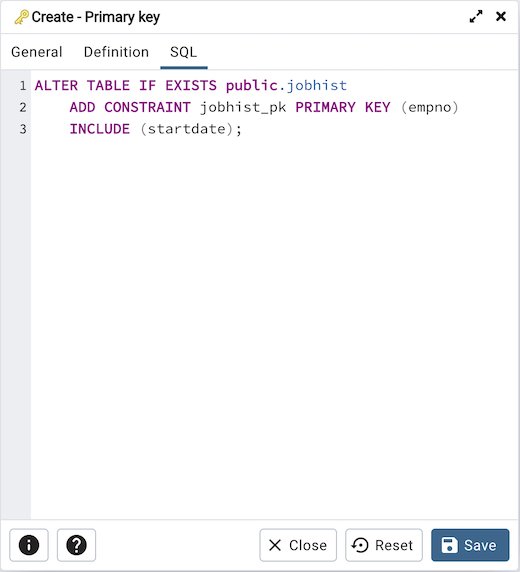 Create - Primary key
General Definition SQL
1 ALTER TABLE IF EXISTS public.jobhist
2     ADD CONSTRAINT jobhist_pk PRIMARY KEY (empno)
3     INCLUDE (startdate);
Close Reset Save